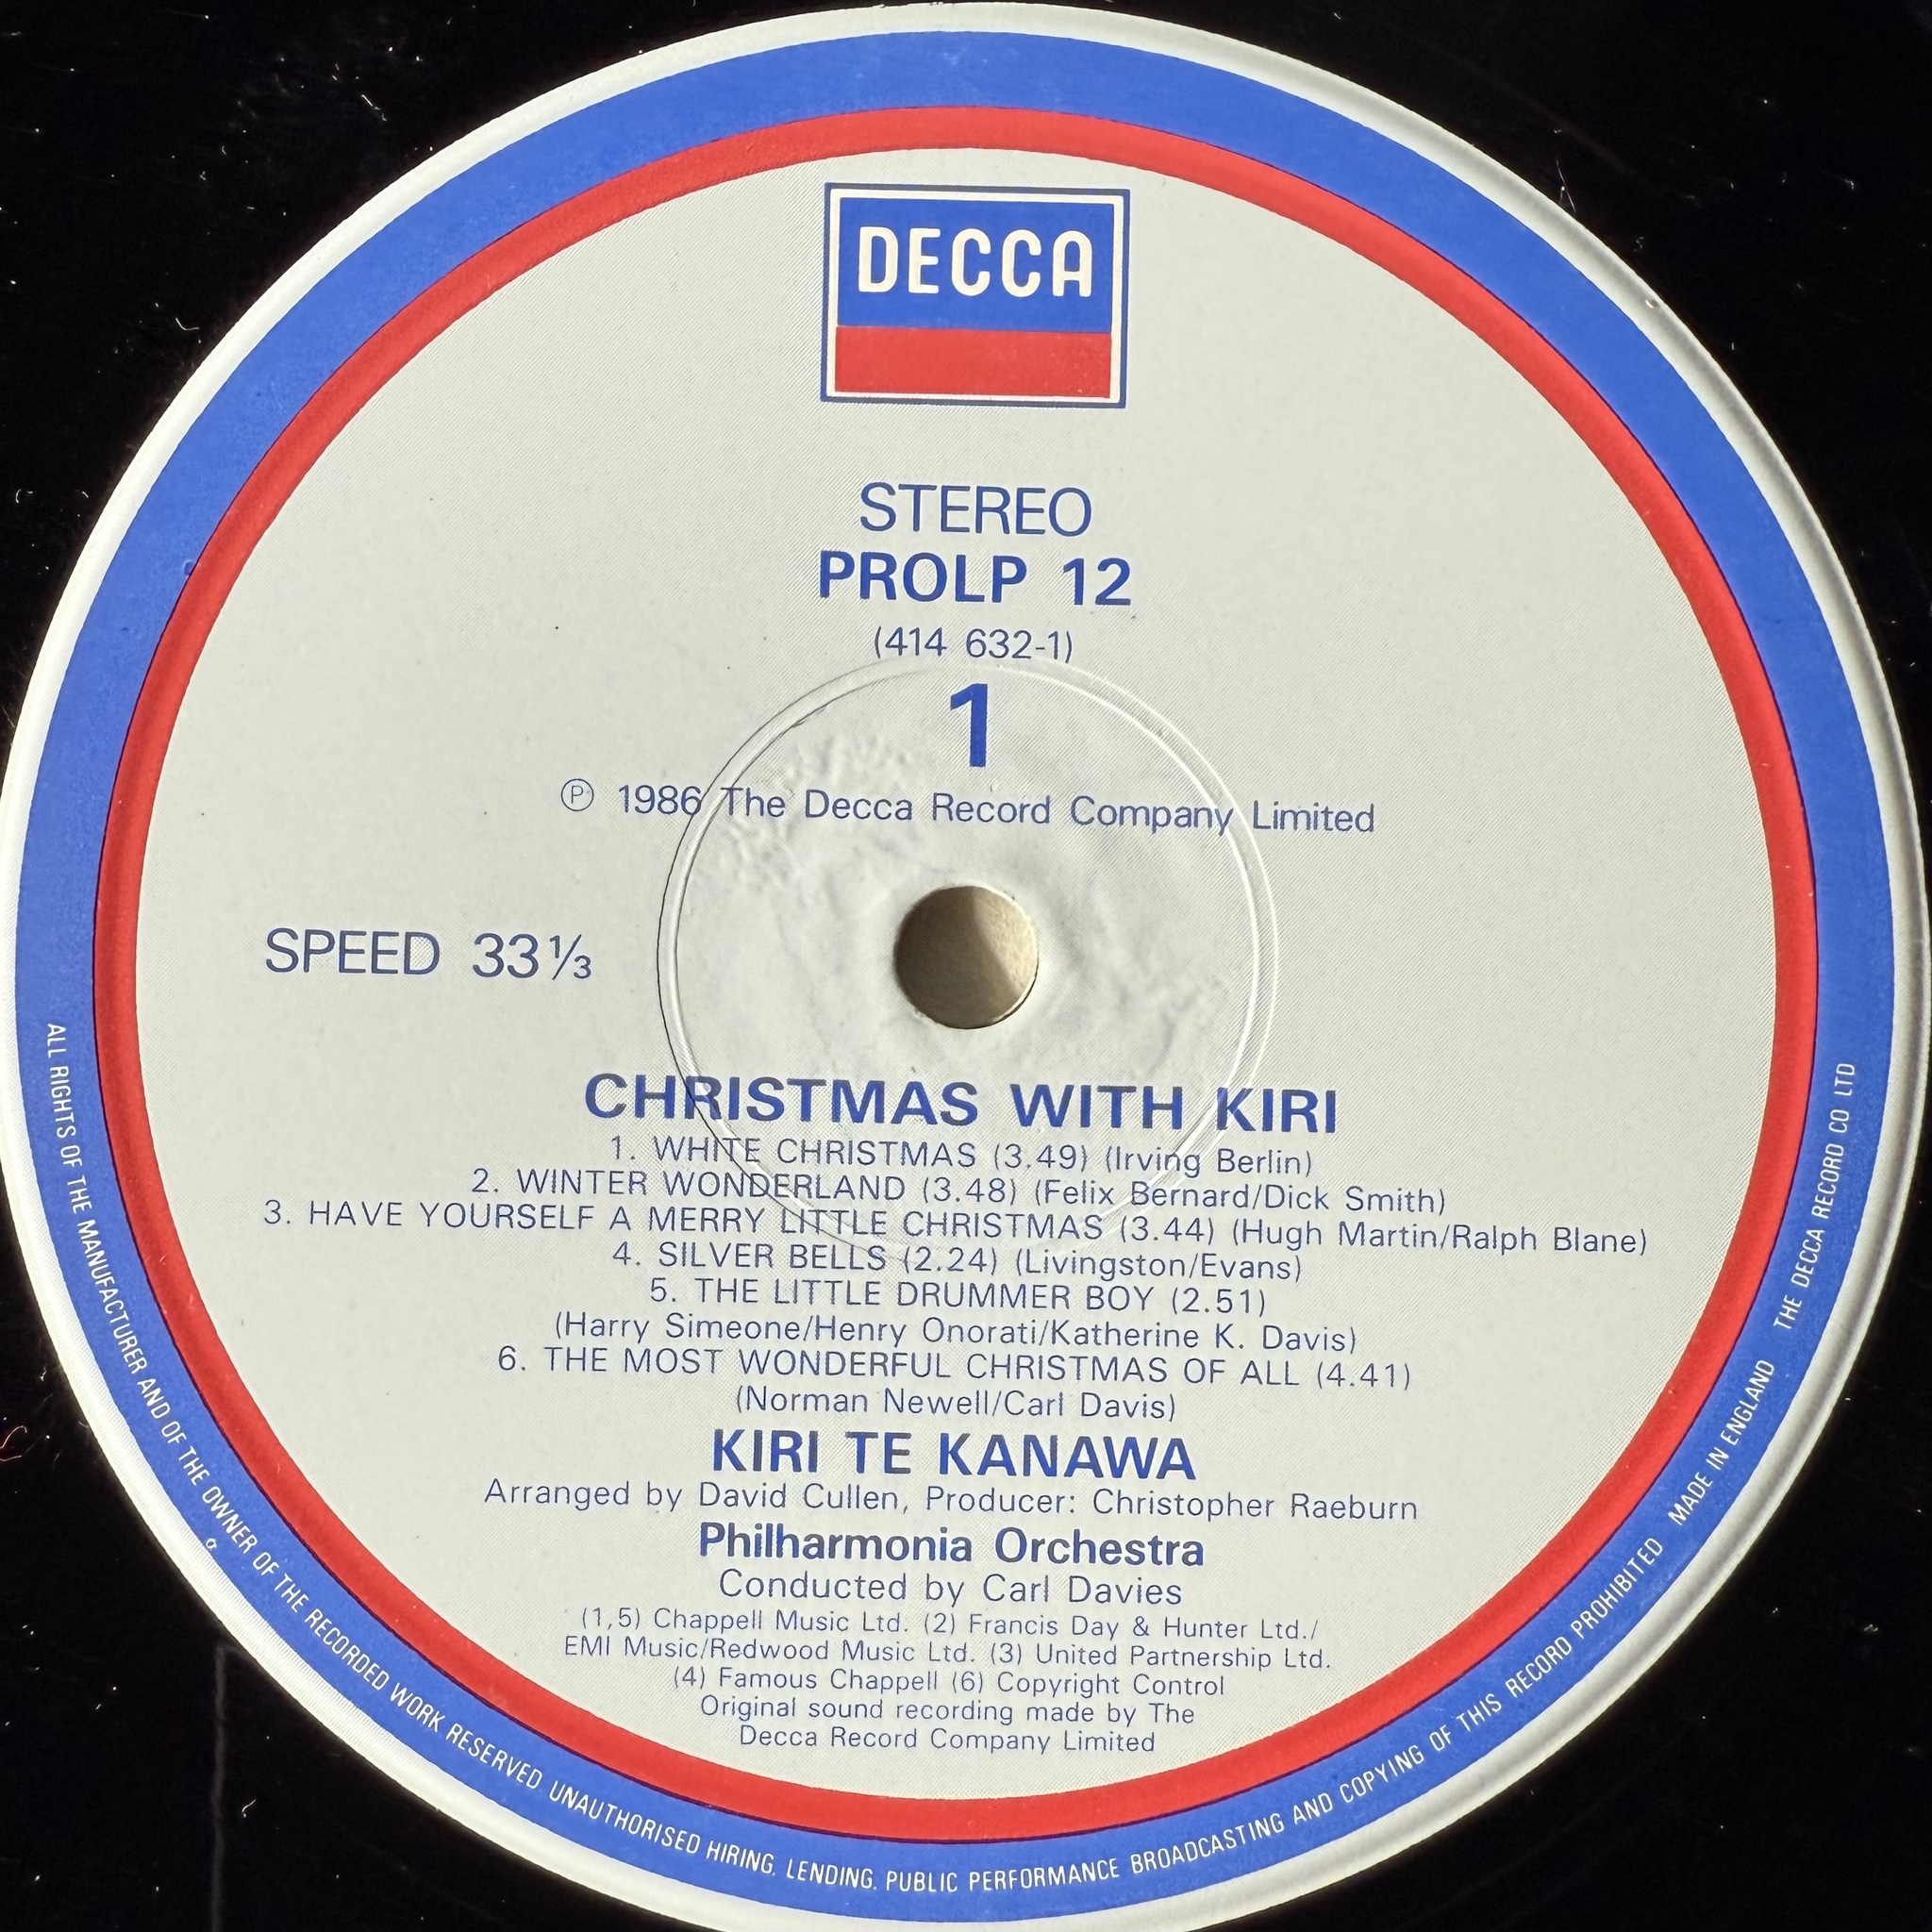 DECCA
STEREO
PROLP 12
(414 632-1)
1
Ⓟ 1986 The Decca Record Company Limited
SPEED 33⅓
CHRISTMAS WITH KIRI
1. WHITE CHRISTMAS (3.49) (Irving Berlin)
2. WINTER WONDERLAND (3.48) (Felix Bernard/Dick Smith)
3. HAVE YOURSELF A MERRY LITTLE CHRISTMAS (3.44) (Hugh Martin/Ralph Blane)
4. SILVER BELLS (2.24) (Livingston/Evans)
5. THE LITTLE DRUMMER BOY (2.51)
(Harry Simeone/Henry Onorati/Katherine K. Davis)
6. THE MOST WONDERFUL CHRISTMAS OF ALL (4.41)
(Norman Newell/Carl Davis)
KIRI TE KANAWA
Arranged by David Cullen, Producer: Christopher Raeburn
Philharmonia Orchestra
Conducted by Carl Davies
(1,5) Chappell Music Ltd. (2) Francis Day & Hunter Ltd./
EMI Music/Redwood Music Ltd. (3) United Partnership Ltd.
(4) Famous Chappell (6) Copyright Control
Original sound recording made by The
Decca Record Company Limited
ALL RIGHTS OF THE MANUFACTURER AND OF THE OWNER OF THE RECORDED WORK RESERVED UNAUTHORISED HIRING, LENDING, PUBLIC PERFORMANCE BROADCASTING AND COPYING OF THIS RECORD PROHIBITED MADE IN ENGLAND THE DECCA RECORD CO LTD